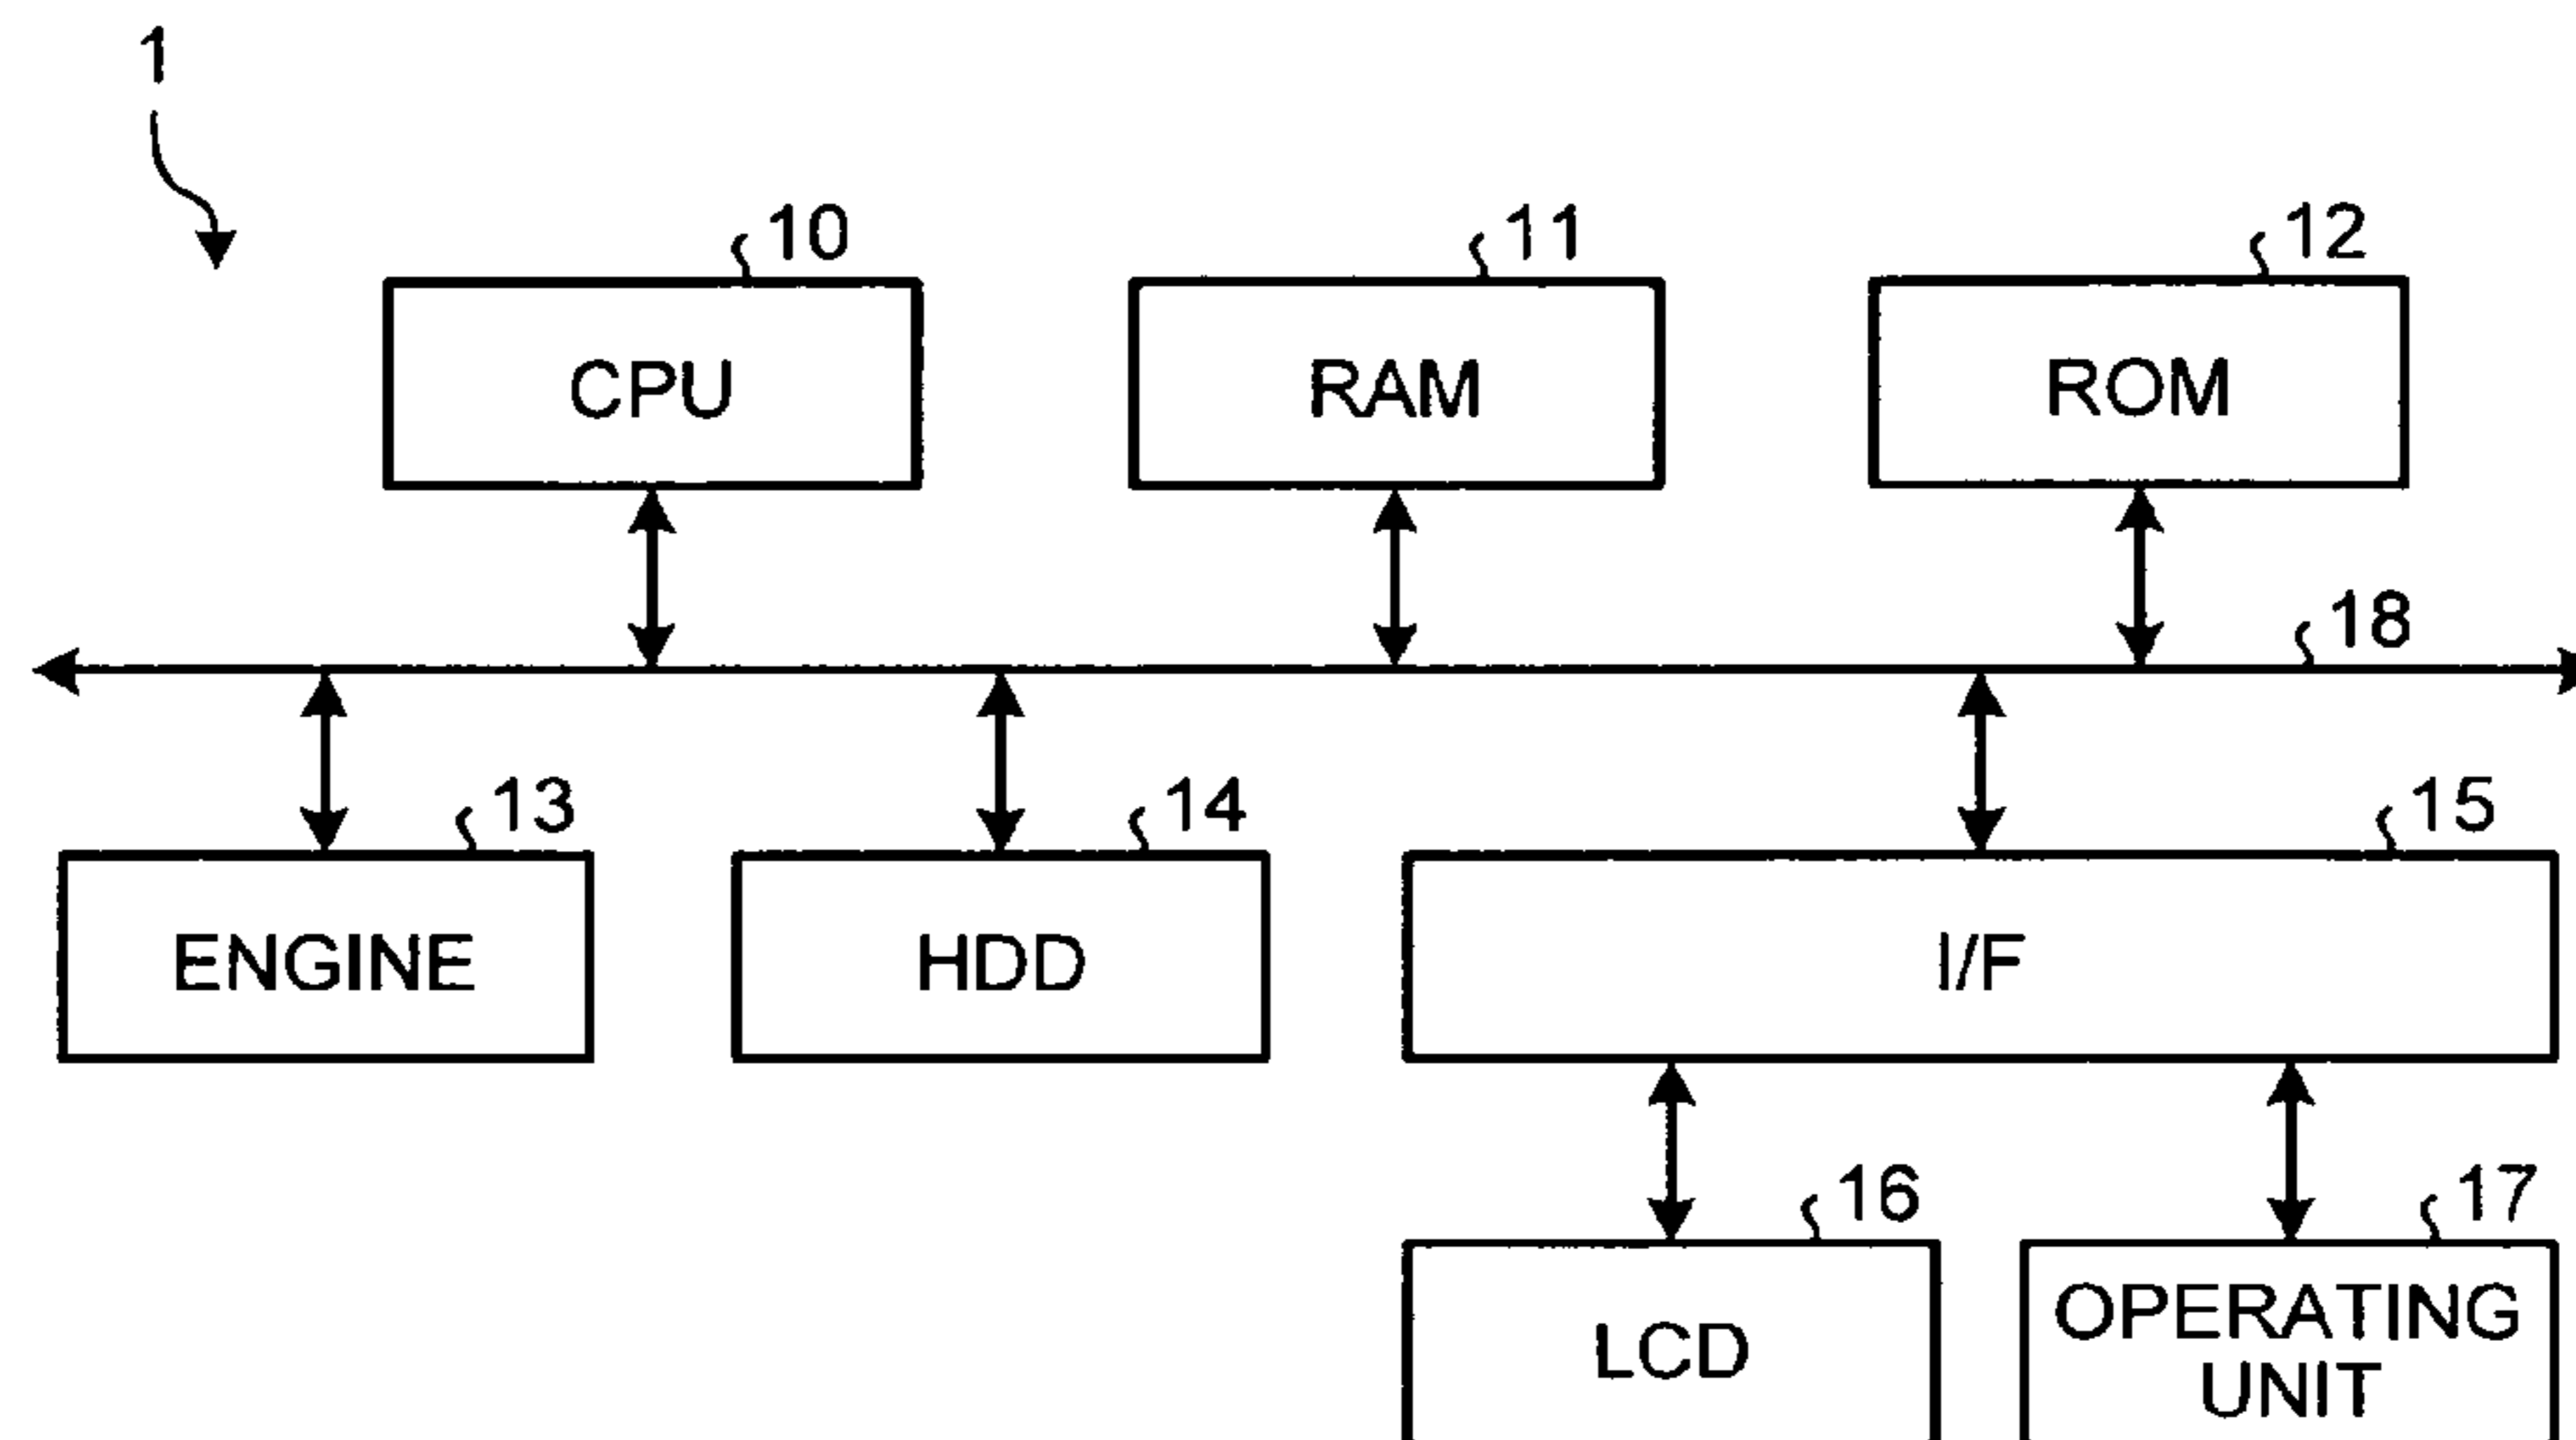 1
10
11
12
CPU
RAM
ROM
18
13
14
15
ENGINE
HDD
I/F
16
17
LCD
OPERATING
UNIT